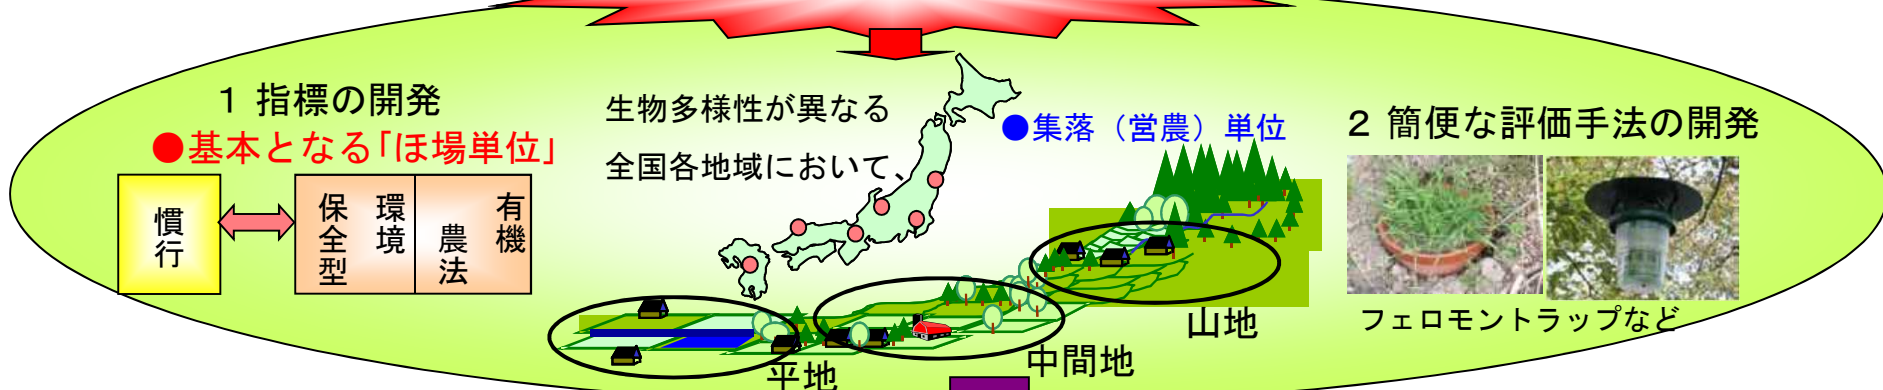 １ 指標の開発
●基本となる「ほ場単位」
慣行
環境
保全型
有機
農法
生物多様性が異なる
全国各地域において、
●集落（営農）単位
平地
中間地
山地
２ 簡便な評価手法の開発
フェロモントラップなど